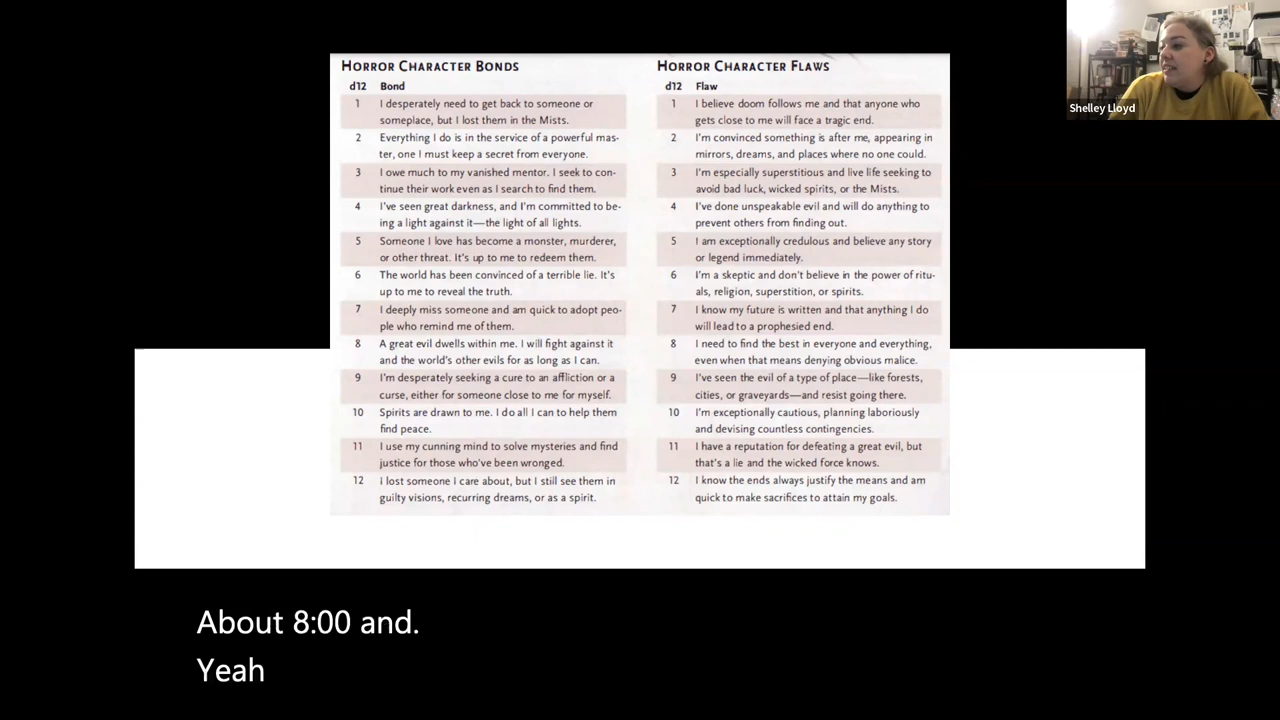 HORROR CHARACTER BONDS
d12 Bond
1 I desperately need to get back to someone or
someplace, but I lost them in the Mists.
2 Everything I do is in the service of a powerful mas-
ter, one I must keep a secret from everyone.
3 I owe much to my vanished mentor. I seek to con-
tinue their work even as I search to find them.
4 I've seen great darkness, and I'm committed to be-
ing a light against it—the light of all lights.
5 Someone I love has become a monster, murderer,
or other threat. It's up to me to redeem them.
6 The world has been convinced of a terrible lie. It's
up to me to reveal the truth.
7 I deeply miss someone and am quick to adopt peo-
ple who remind me of them.
8 A great evil dwells within me. I will fight against it
and the world's other evils for as long as I can.
9 I'm desperately seeking a cure to an affliction or a
curse, either for someone close to me for myself.
10 Spirits are drawn to me. I do all I can to help them
find peace.
11 I use my cunning mind to solve mysteries and find
justice for those who've been wronged.
12 I lost someone I care about, but I still see them in
guilty visions, recurring dreams, or as a spirit.
HORROR CHARACTER FLAWS
d12 Flaw
1 I believe doom follows me and that anyone who
gets close to me will face a tragic end.
2 I'm convinced something is after me, appearing in
mirrors, dreams, and places where no one could.
3 I'm especially superstitious and live life seeking to
avoid bad luck, wicked spirits, or the Mists.
4 I've done unspeakable evil and will do anything to
prevent others from finding out.
5 I am exceptionally credulous and believe any story
or legend immediately.
6 I'm a skeptic and don't believe in the power of ritu-
als, religion, superstition, or spirits.
7 I know my future is written and that anything I do
will lead to a prophesied end.
8 I need to find the best in everyone and everything,
even when that means denying obvious malice.
9 I've seen the evil of a type of place—like forests,
cities, or graveyards—and resist going there.
10 I'm exceptionally cautious, planning laboriously
and devising countless contingencies.
11 I have a reputation for defeating a great evil, but
that's a lie and the wicked force knows.
12 I know the ends always justify the means and am
quick to make sacrifices to attain my goals.
Shelley Lloyd
About 8:00 and.
Yeah